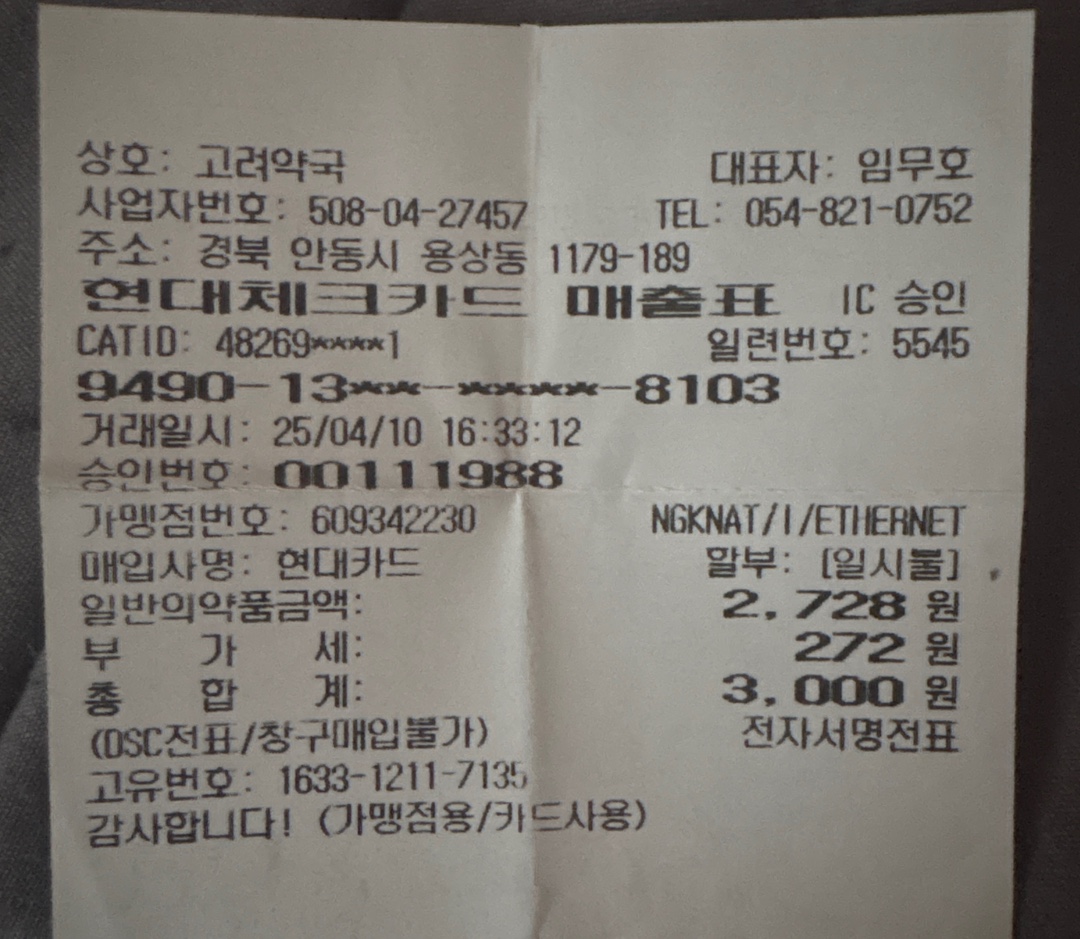 상호: 고려약국 대표자: 임무호
사업자번호: 508-04-27457 TEL: 054-821-0752
주소: 경북 안동시 용상동 1179-189
현대체크카드 매출표 IC 승인
CATID: 48269****1 일련번호: 5545
9490-13**-****-8103
거래일시: 25/04/10 16:33:12
승인번호: 00111988
가맹점번호: 609342230 NGKNAT/I/ETHERNET
매입사명: 현대카드 할부: [일시불]
일반의약품금액: 2,728 원
부 가 세: 272 원
총 합 계: 3,000 원
(DSC전표/창구매입불가) 전자서명전표
고유번호: 1633-1211-7135
감사합니다! (가맹점용/카드사용)